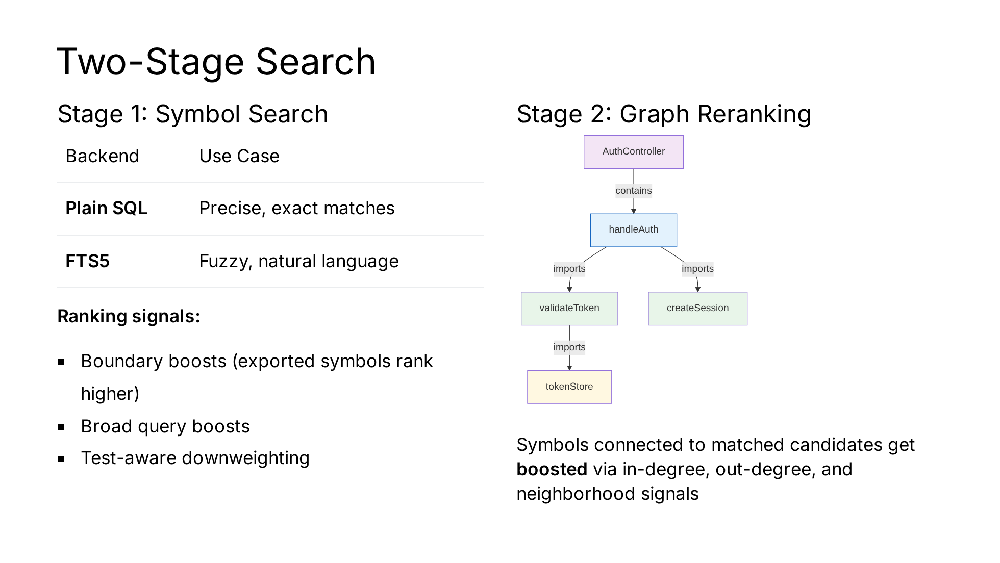 Two-Stage Search
Stage 1: Symbol Search
Backend Use Case
Plain SQL Precise, exact matches
FTS5 Fuzzy, natural language
Ranking signals:
Boundary boosts (exported symbols rank
higher)
Broad query boosts
Test-aware downweighting
Stage 2: Graph Reranking
AuthController
contains
handleAuth
imports imports
validateToken createSession
imports
tokenStore
Symbols connected to matched candidates get
boosted via in-degree, out-degree, and
neighborhood signals